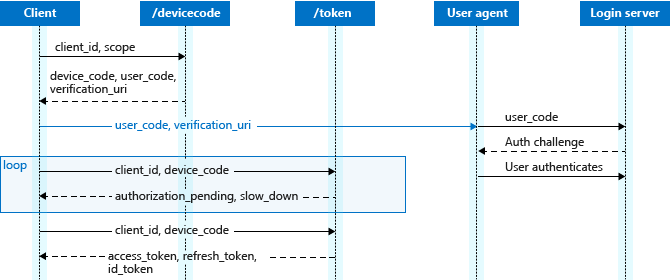 Client
/devicecode
/token
User agent
Login server
client_id, scope
device_code, user_code,
verification_uri
user_code, verification_uri
user_code
Auth challenge
User authenticates
loop
client_id, device_code
authorization_pending, slow_down
client_id, device_code
access_token, refresh_token,
id_token